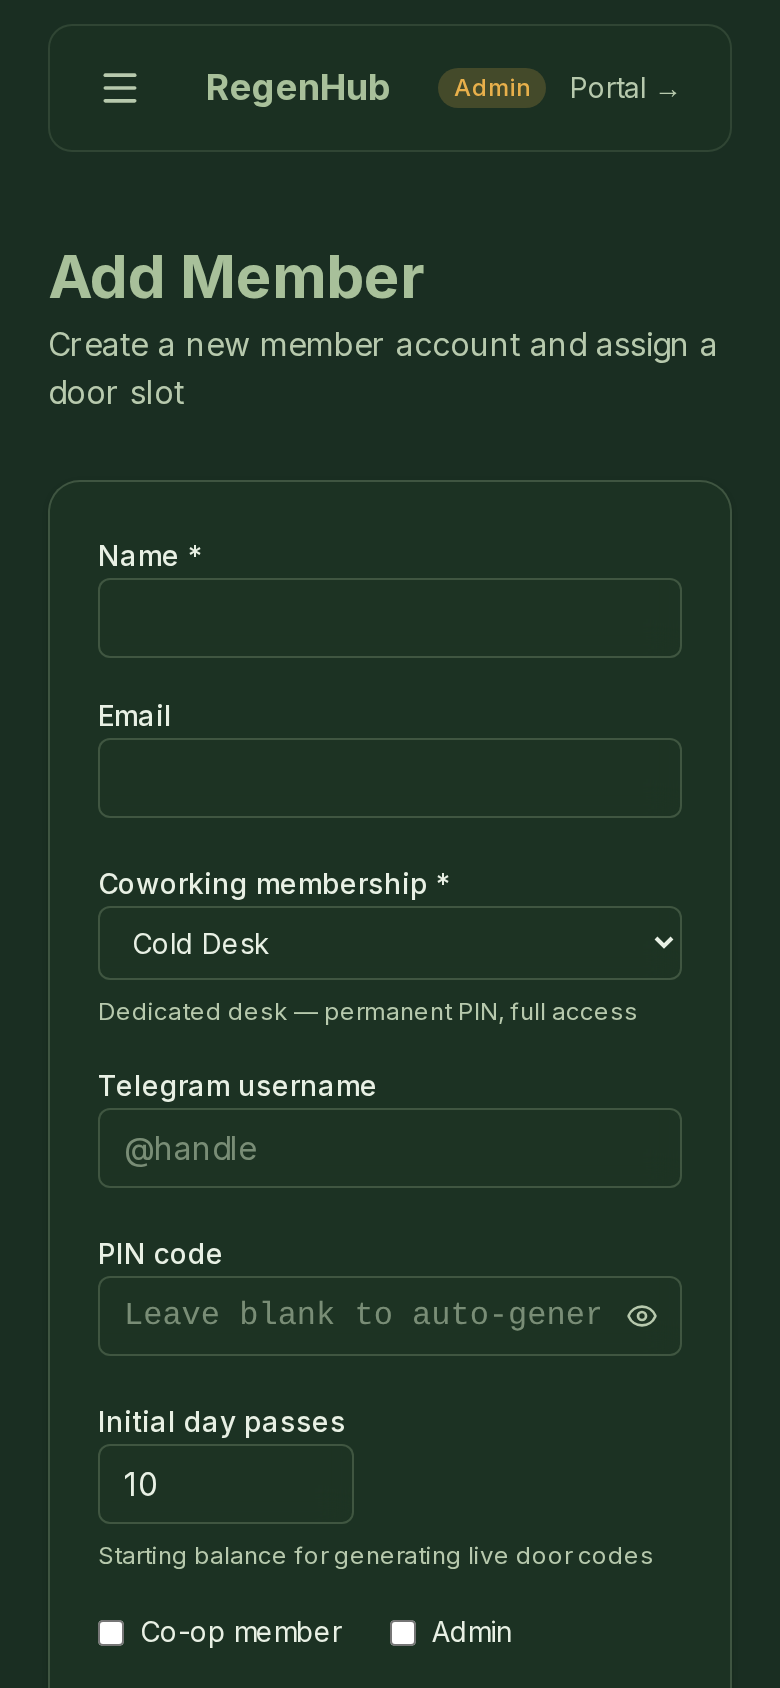 RegenHub Admin Portal →
Add Member
Create a new member account and assign a
door slot
Name *
Email
Coworking membership *
Cold Desk
Dedicated desk — permanent PIN, full access
Telegram username
@handle
PIN code
Leave blank to auto-gener
Initial day passes
10
Starting balance for generating live door codes
Co-op member Admin